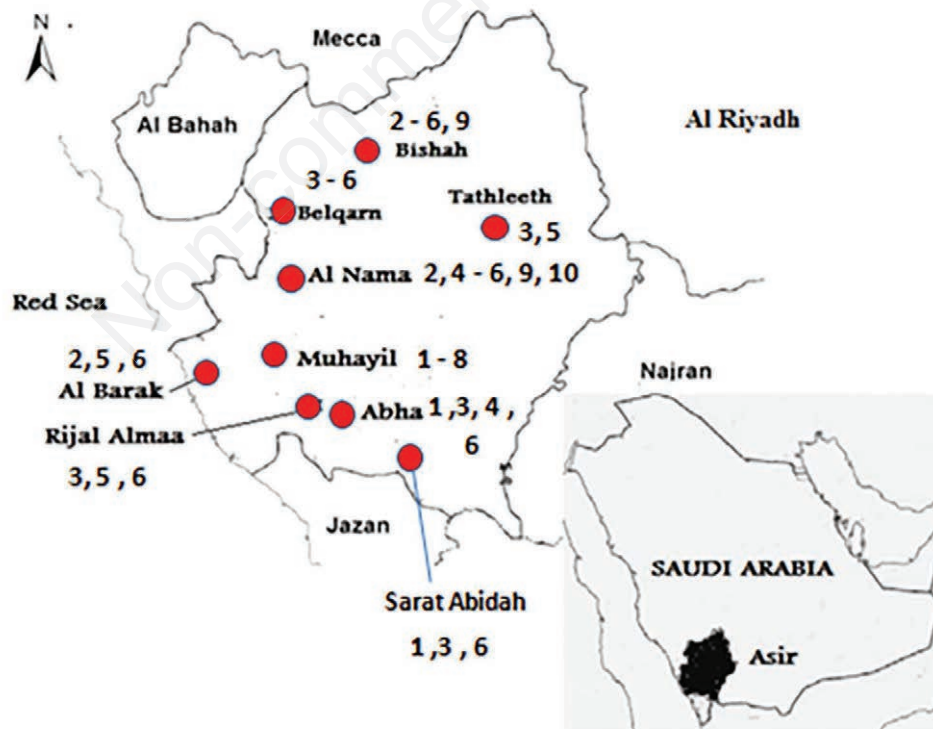 N
Mecca
Al Bahah
Al Riyadh
2 - 6, 9
Bishah
3 - 6
Belqarn
Tathleeth
3, 5
Al Nama 2, 4 - 6, 9, 10
Red Sea
2, 5 , 6
Al Barak
Muhayil 1 - 8
Najran
Rijal Almaa
3, 5 , 6
Abha 1, 3, 4 ,
6
Jazan
Sarat Abidah
1 ,3 , 6
SAUDI ARABIA
Asir
Non-commer